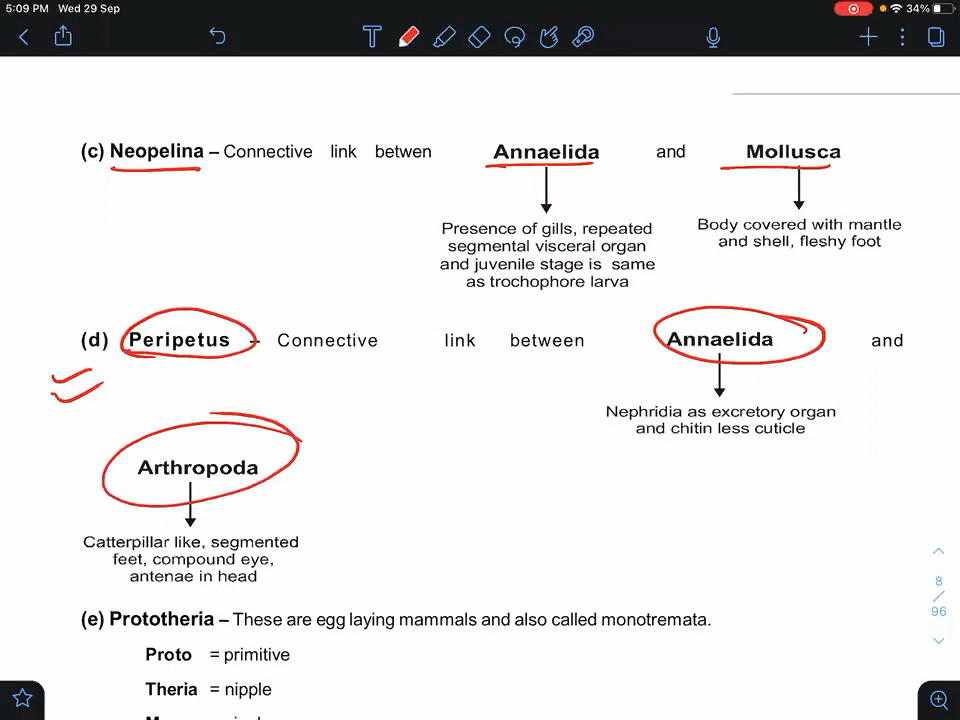 5:09 PM Wed 29 Sep 34%
(c) Neopelina – Connective link betwen Annaelida and Mollusca
Presence of gills, repeated
segmental visceral organ
and juvenile stage is same
as trochophore larva
Body covered with mantle
and shell, fleshy foot
(d) Peripetus – Connective link between Annaelida and
Nephridia as excretory organ
and chitin less cuticle
Arthropoda
Catterpillar like, segmented
feet, compound eye,
antenae in head
8
/
96
(e) Prototheria – These are egg laying mammals and also called monotremata.
Proto = primitive
Theria = nipple